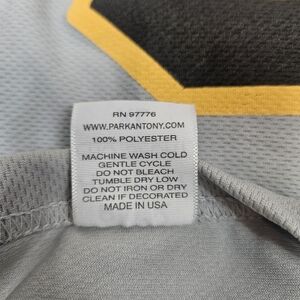 RN 97776
WWW.PARKANTONY.COM
100% POLYESTER
MACHINE WASH COLD
GENTLE CYCLE
DO NOT BLEACH
TUMBLE DRY LOW
DO NOT IRON OR DRY
CLEAN IF DECORATED
MADE IN USA